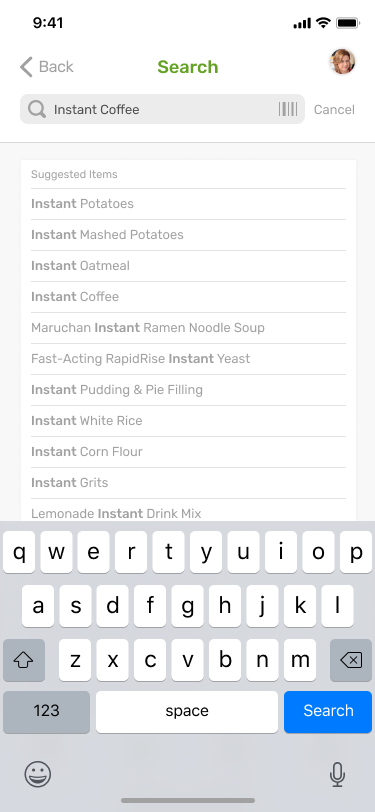 9:41
Back
Search
Instant Coffee
Cancel
Suggested Items
Instant Potatoes
Instant Mashed Potatoes
Instant Oatmeal
Instant Coffee
Maruchan Instant Ramen Noodle Soup
Fast-Acting RapidRise Instant Yeast
Instant Pudding & Pie Filling
Instant White Rice
Instant Corn Flour
Instant Grits
Lemonade Instant Drink Mix
q w e r t y u i o p
a s d f g h j k l
z x c v b n m
123 space Search